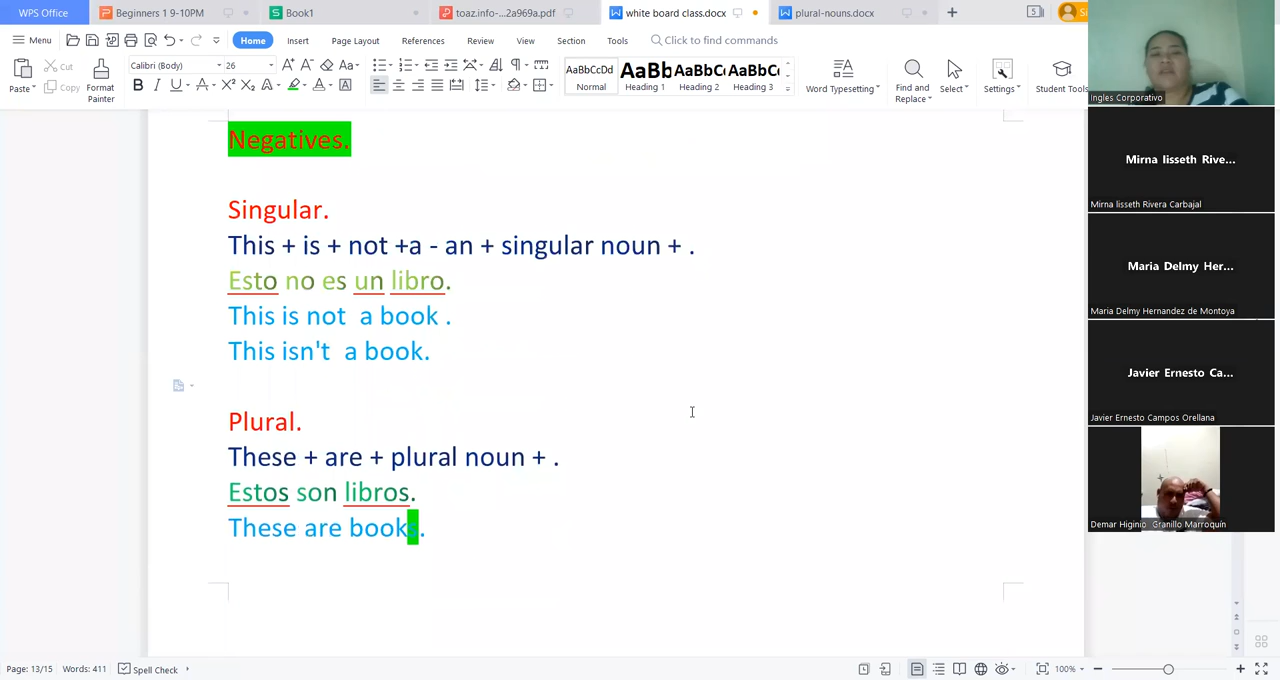 WPS Office
Beginners 1 9-10PM
Book1
toaz.info-...2a969a.pdf
white board class.docx
plural-nouns.docx
5
Menu
Home
Insert
Page Layout
References
Review
View
Section
Tools
Click to find commands
Paste
Cut
Copy
Format Painter
Calibri (Body)
26
AaBbCcDd
Normal
AaBb
Heading 1
AaBbCc
Heading 2
AaBbCc
Heading 3
Word Typesetting
Find and Replace
Select
Settings
Student Tools
Negatives.
Singular.
This + is + not +a - an + singular noun + .
Esto no es un libro.
This is not  a book .
This isn't  a book.
Plural.
These + are + plural noun + .
Estos son libros.
These are books.
Ingles Corporativo
Mirna lisseth Rive...
Mirna lisseth Rivera Carbajal
Maria Delmy Her...
Maria Delmy Hernandez de Montoya
Javier Ernesto Ca...
Javier Ernesto Campos Orellana
Demar Higinio  Granillo Marroquín
Page: 13/15
Words: 411
Spell Check
100%